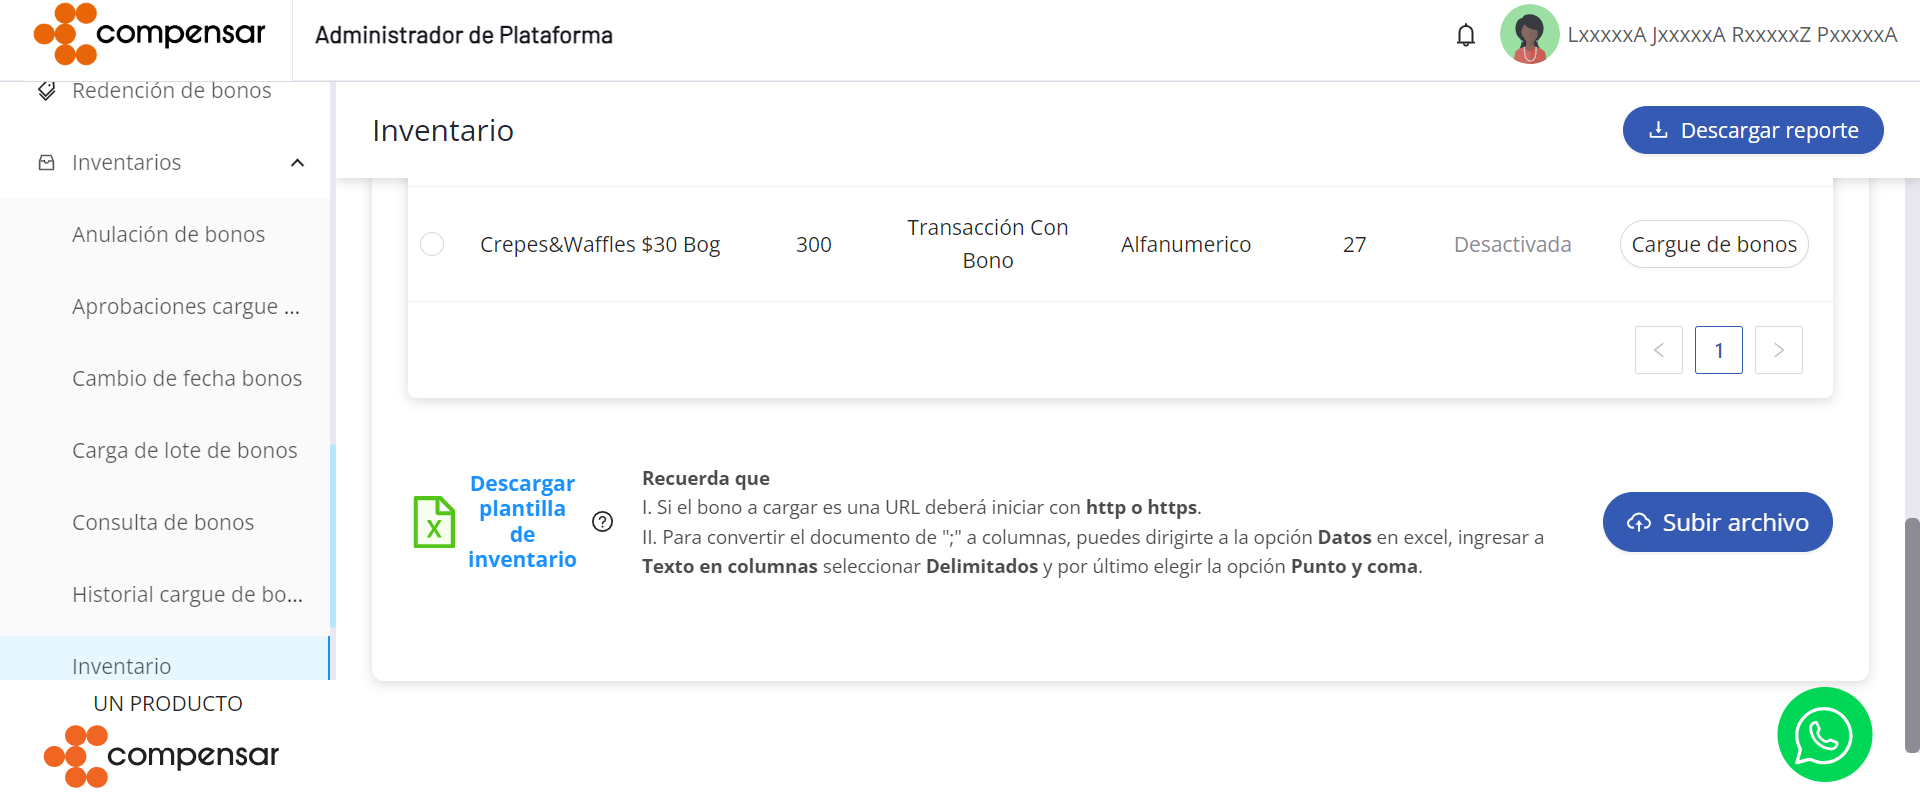 compensar
Administrador de Plataforma
LxxxxxA JxxxxxA RxxxxxZ PxxxxxA
Redención de bonos
Inventarios
Anulación de bonos
Aprobaciones cargue ...
Cambio de fecha bonos
Carga de lote de bonos
Consulta de bonos
Historial cargue de bo...
Inventario
UN PRODUCTO
compensar
Inventario
Descargar reporte
Crepes&Waffles $30 Bog
300
Transacción Con
Bono
Alfanumerico
27
Desactivada
Cargue de bonos
< 1 >
Descargar
plantilla
de
inventario
?
Recuerda que
I. Si el bono a cargar es una URL deberá iniciar con http o https.
II. Para convertir el documento de ";" a columnas, puedes dirigirte a la opción Datos en excel, ingresar a
Texto en columnas seleccionar Delimitados y por último elegir la opción Punto y coma.
Subir archivo